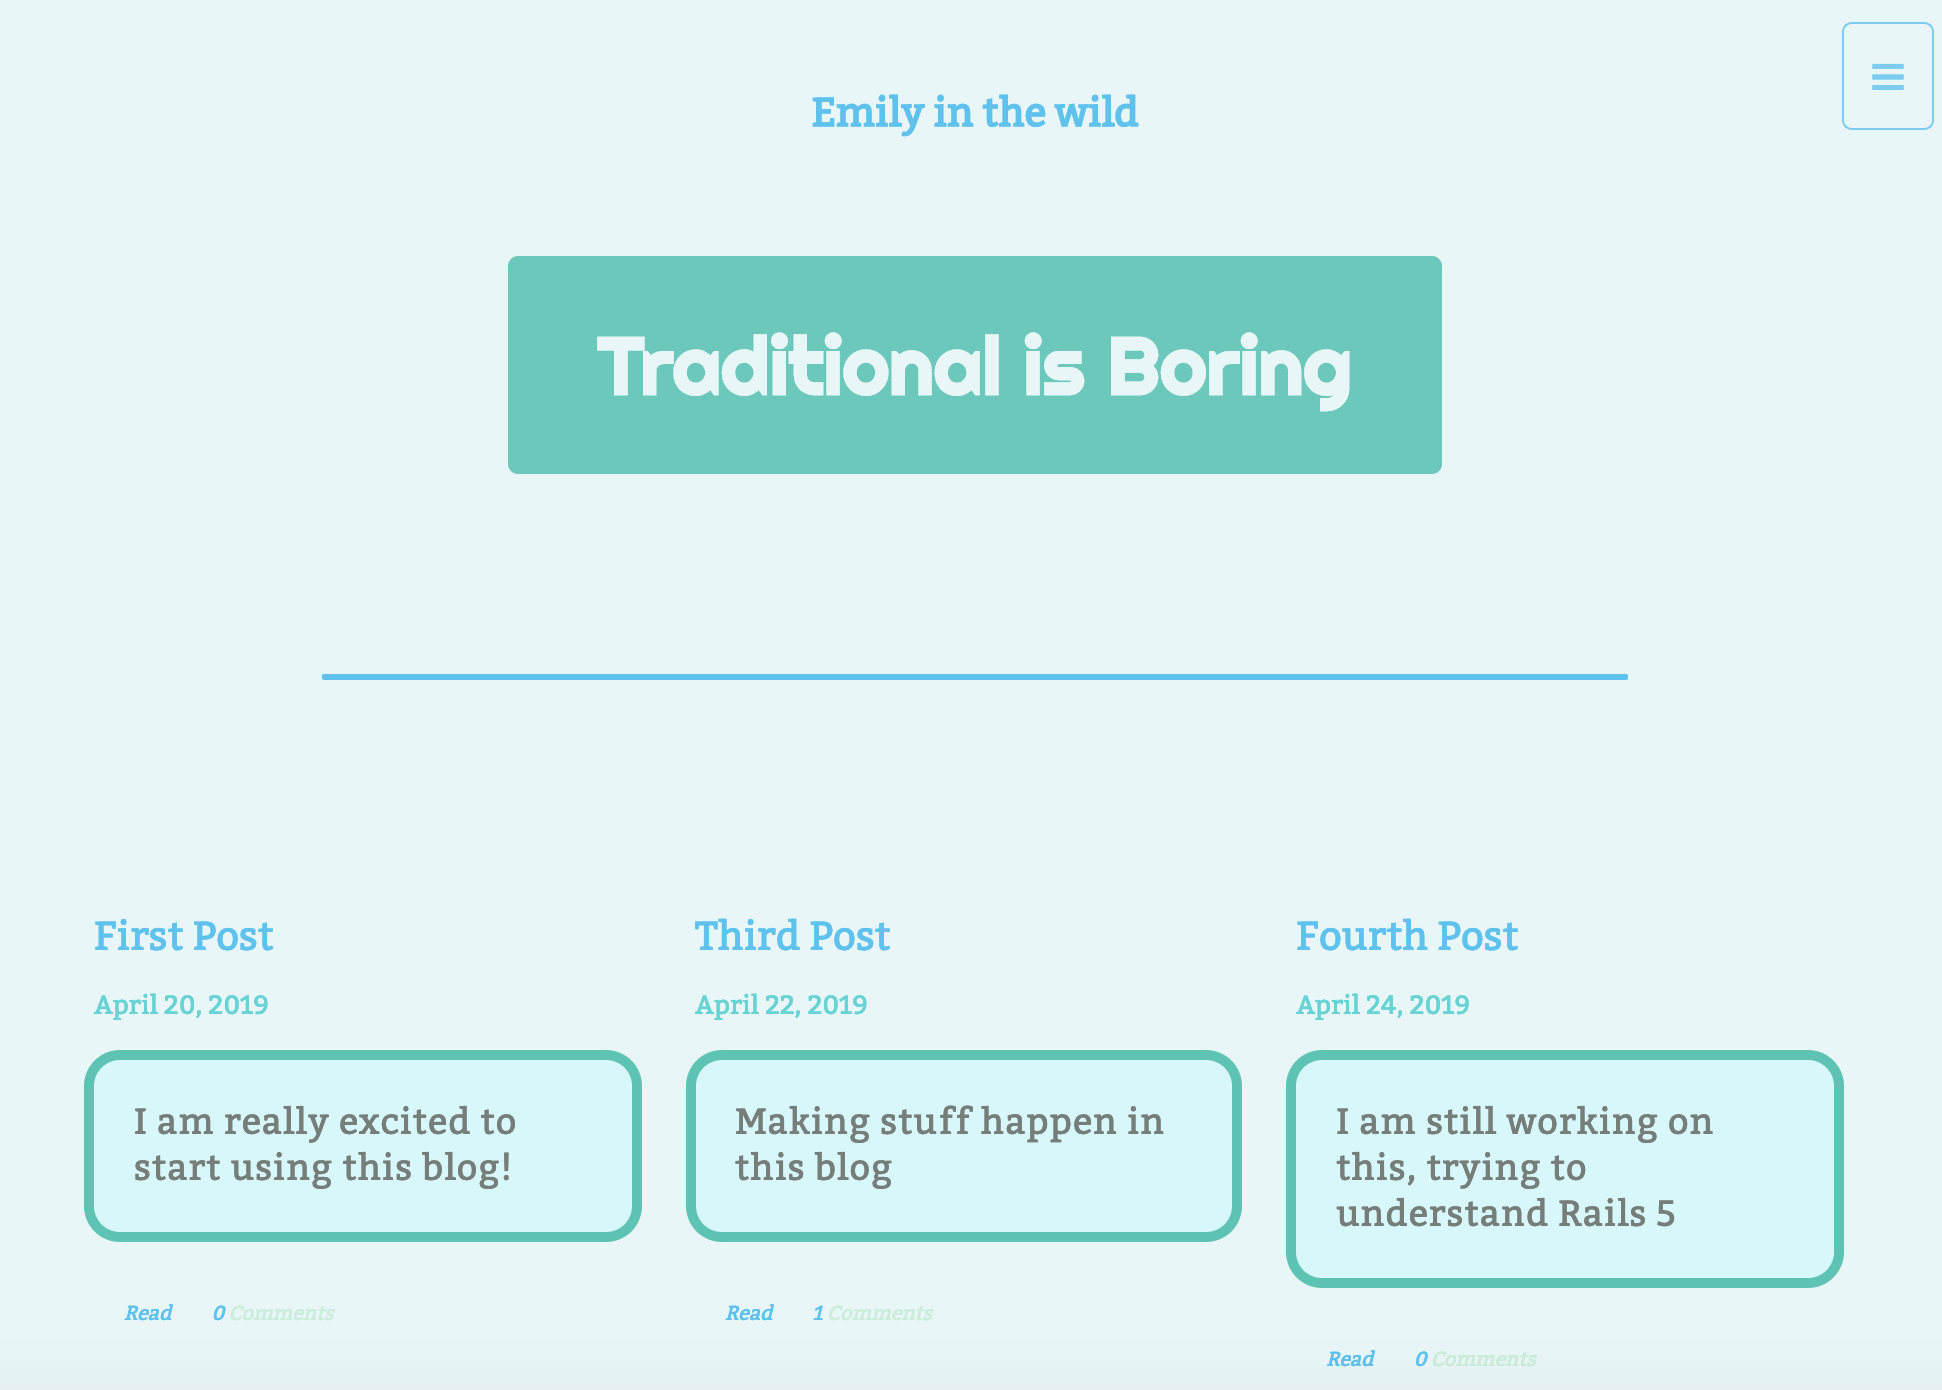 Emily in the wild
Traditional is Boring
First Post
April 20, 2019
I am really excited to
start using this blog!
Read 0 Comments
Third Post
April 22, 2019
Making stuff happen in
this blog
Read 1 Comments
Fourth Post
April 24, 2019
I am still working on
this, trying to
understand Rails 5
Read 0 Comments